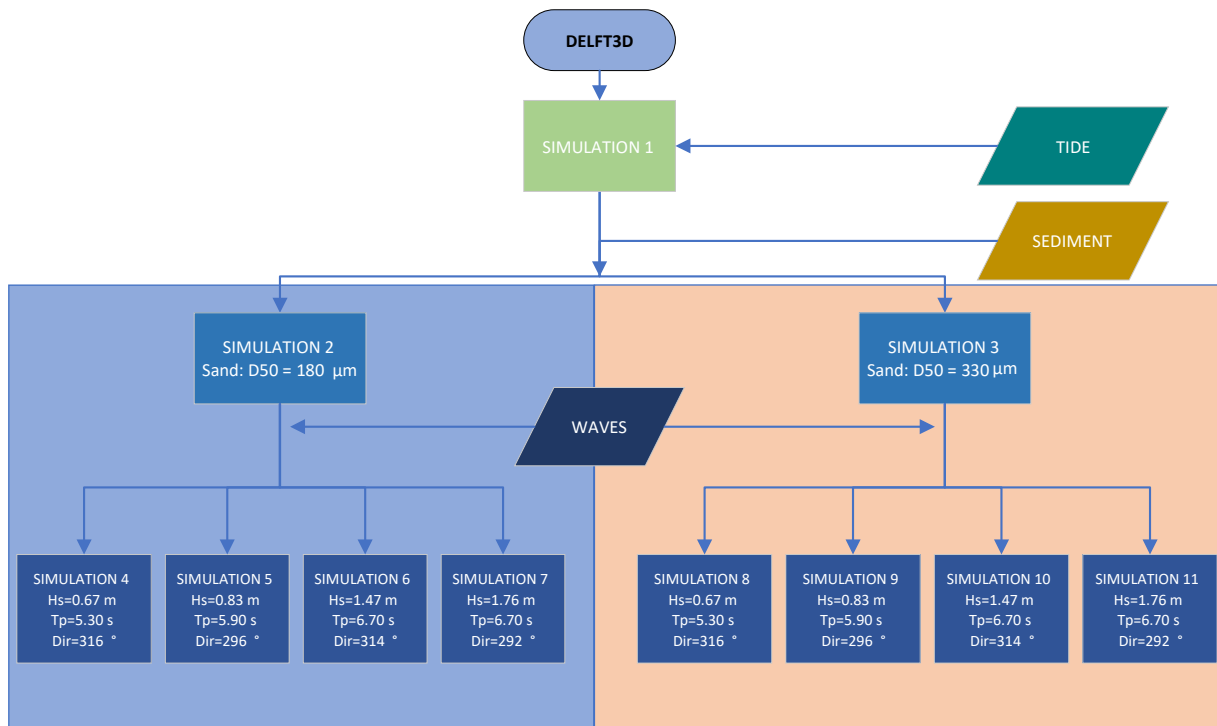 DELFT3D
SIMULATION 1
TIDE
SEDIMENT
SIMULATION 2
Sand: D50 = 180 μm
SIMULATION 3
Sand: D50 = 330 μm
WAVES
SIMULATION 4
Hs=0.67 m
Tp=5.30 s
Dir=316 °
SIMULATION 5
Hs=0.83 m
Tp=5.90 s
Dir=296 °
SIMULATION 6
Hs=1.47 m
Tp=6.70 s
Dir=314 °
SIMULATION 7
Hs=1.76 m
Tp=6.70 s
Dir=292 °
SIMULATION 8
Hs=0.67 m
Tp=5.30 s
Dir=316 °
SIMULATION 9
Hs=0.83 m
Tp=5.90 s
Dir=296 °
SIMULATION 10
Hs=1.47 m
Tp=6.70 s
Dir=314 °
SIMULATION 11
Hs=1.76 m
Tp=6.70 s
Dir=292 °